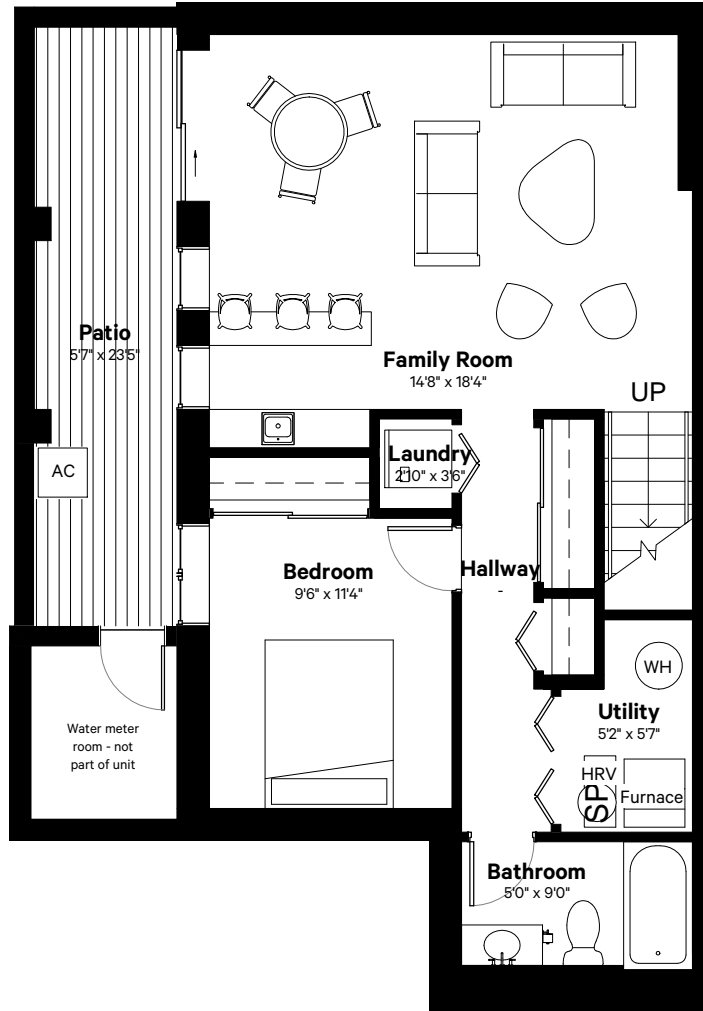 Patio
5'7" x 23'5"
Family Room
14'8" x 18'4"
UP
Laundry
2'10" x 3'6"
AC
Bedroom
9'6" x 11'4"
Hallway
-
WH
Utility
5'2" x 5'7"
Water meter
room - not
part of unit
HRV
SP
Furnace
Bathroom
5'0" x 9'0"